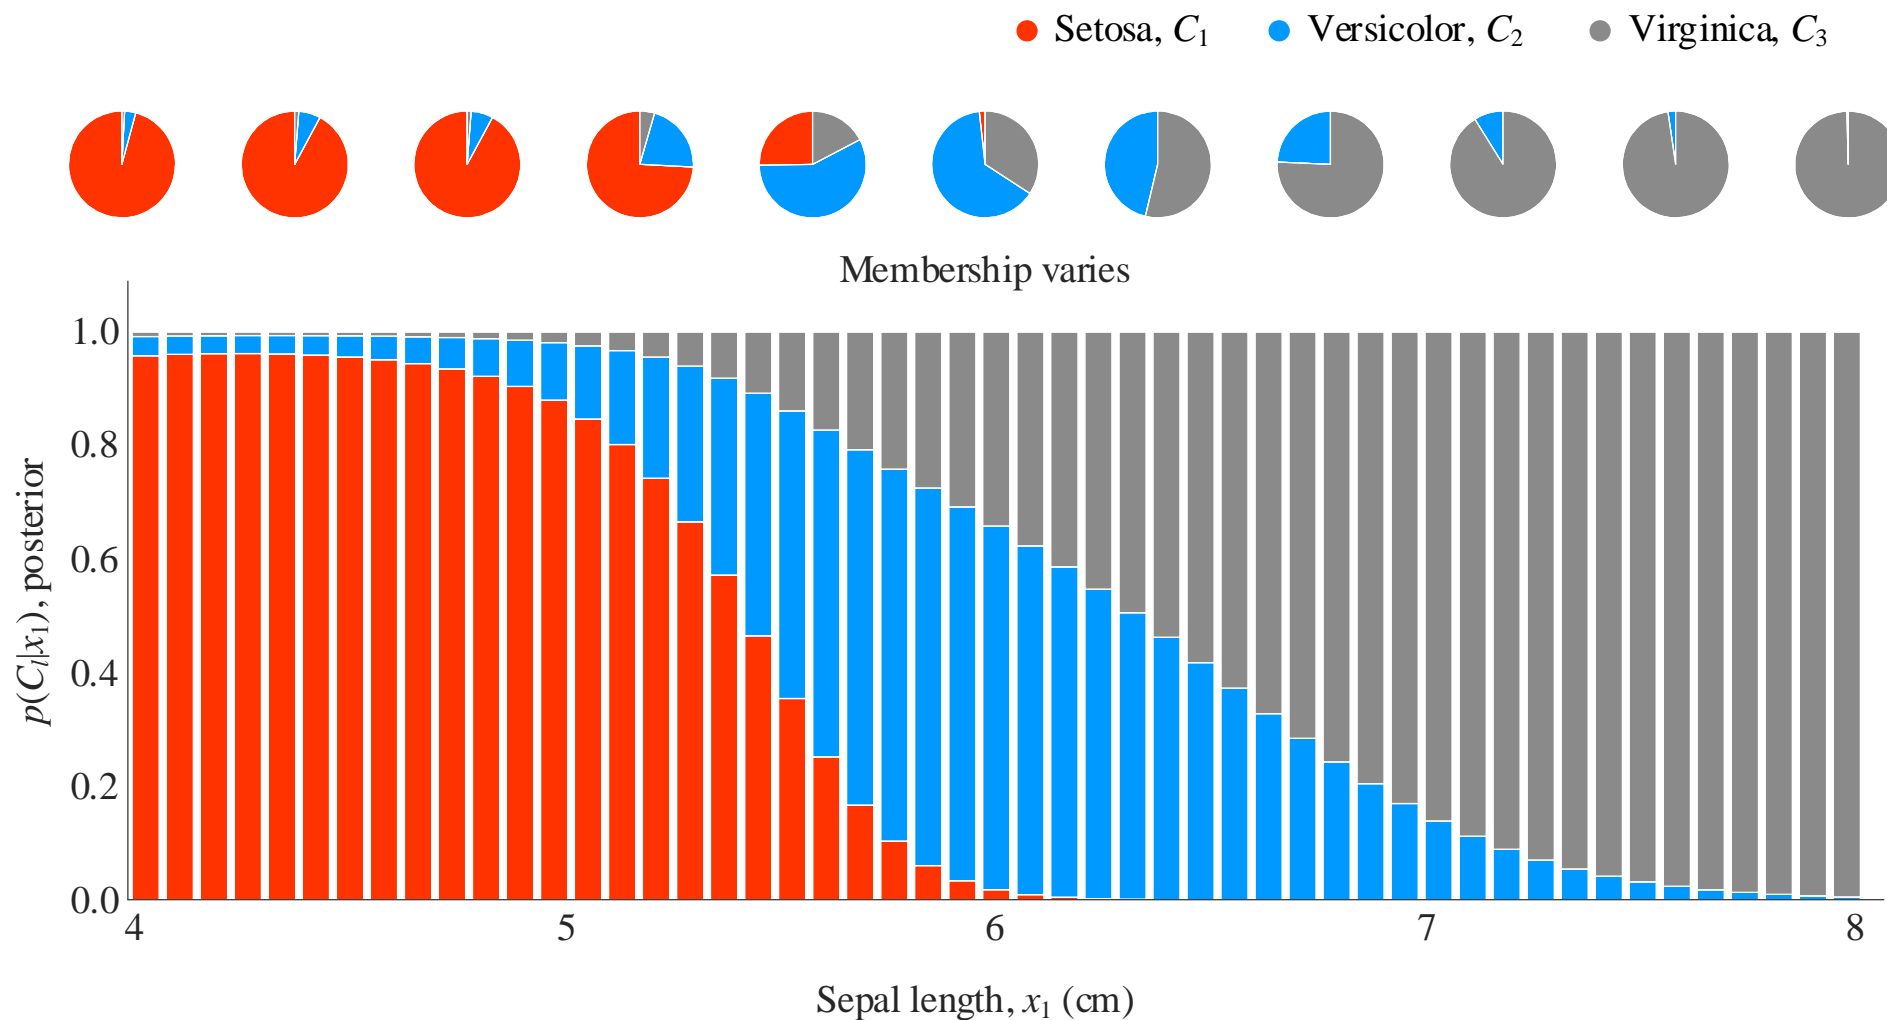 Setosa, C1 Versicolor, C2 Virginica, C3
Membership varies
1.0
0.8
0.6
0.4
0.2
0.0
p(Cl|x1), posterior
4 5 6 7 8
Sepal length, x1 (cm)